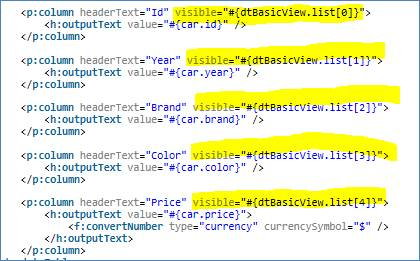 <p:column headerText="Id" visible="#{dtBasicView.list[0]}">
<h:outputText value="#{car.id}" />
</p:column>
<p:column headerText="Year" visible="#{dtBasicView.list[1]}">
<h:outputText value="#{car.year}" />
</p:column>
<p:column headerText="Brand" visible="#{dtBasicView.list[2]}">
<h:outputText value="#{car.brand}" />
</p:column>
<p:column headerText="Color" visible="#{dtBasicView.list[3]}">
<h:outputText value="#{car.color}" />
</p:column>
<p:column headerText="Price" visible="#{dtBasicView.list[4]}">
<h:outputText value="#{car.price}">
<f:convertNumber type="currency" currencySymbol="$" />
</h:outputText>
</p:column>